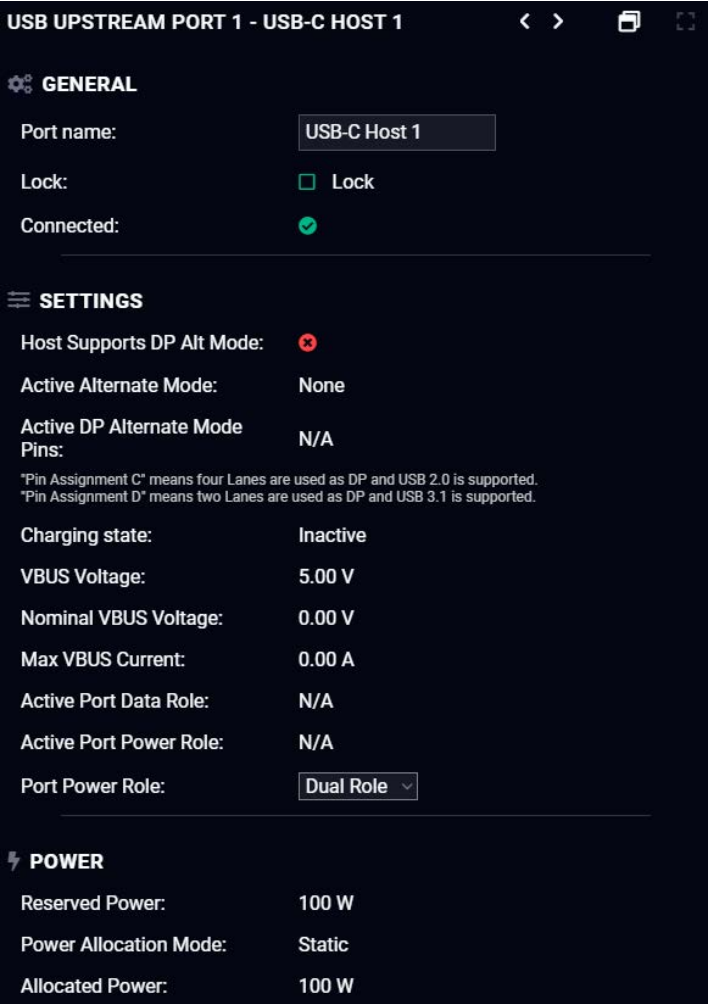 USB UPSTREAM PORT 1 - USB-C HOST 1
GENERAL
Port name: USB-C Host 1
Lock: Lock
Connected:
SETTINGS
Host Supports DP Alt Mode:
Active Alternate Mode: None
Active DP Alternate Mode
Pins: N/A
"Pin Assignment C" means four Lanes are used as DP and USB 2.0 is supported.
"Pin Assignment D" means two Lanes are used as DP and USB 3.1 is supported.
Charging state: Inactive
VBUS Voltage: 5.00 V
Nominal VBUS Voltage: 0.00 V
Max VBUS Current: 0.00 A
Active Port Data Role: N/A
Active Port Power Role: N/A
Port Power Role: Dual Role
POWER
Reserved Power: 100 W
Power Allocation Mode: Static
Allocated Power: 100 W